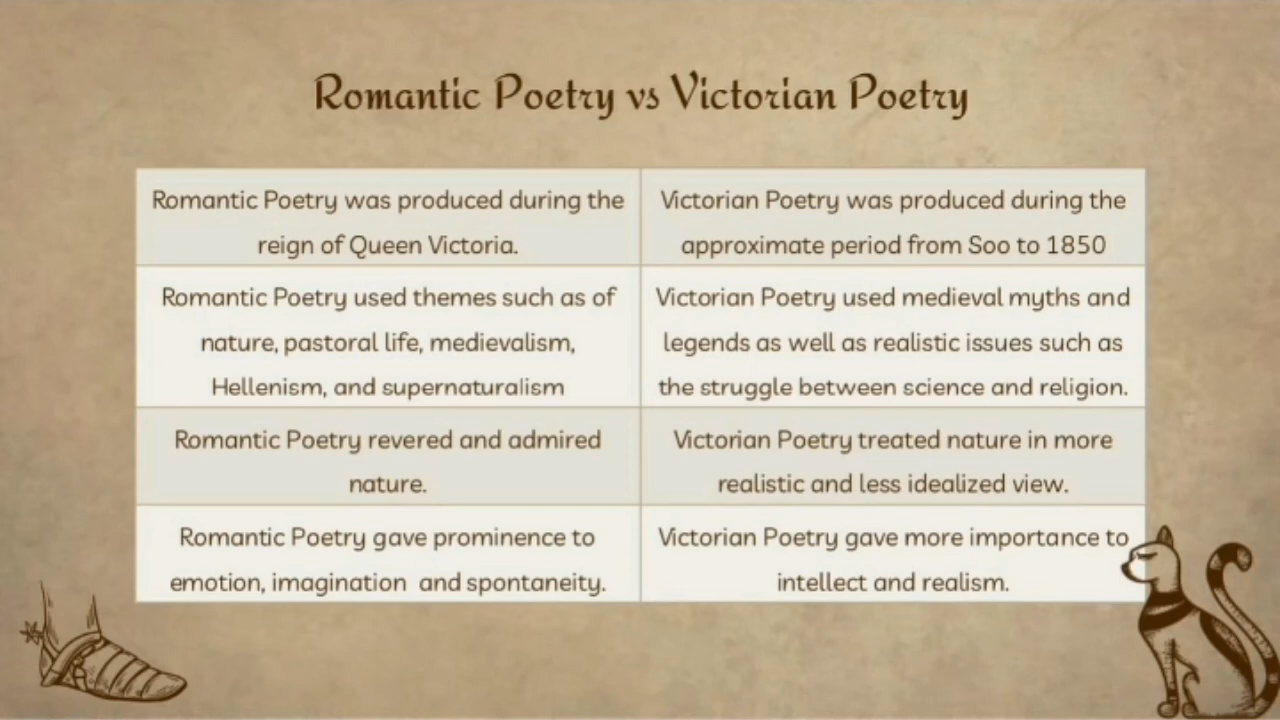 Romantic Poetry vs Victorian Poetry
Romantic Poetry was produced during the
reign of Queen Victoria.
Victorian Poetry was produced during the
approximate period from Soo to 1850
Romantic Poetry used themes such as of
nature, pastoral life, medievalism,
Hellenism, and supernaturalism
Victorian Poetry used medieval myths and
legends as well as realistic issues such as
the struggle between science and religion.
Romantic Poetry revered and admired
nature.
Victorian Poetry treated nature in more
realistic and less idealized view.
Romantic Poetry gave prominence to
emotion, imagination and spontaneity.
Victorian Poetry gave more importance to
intellect and realism.